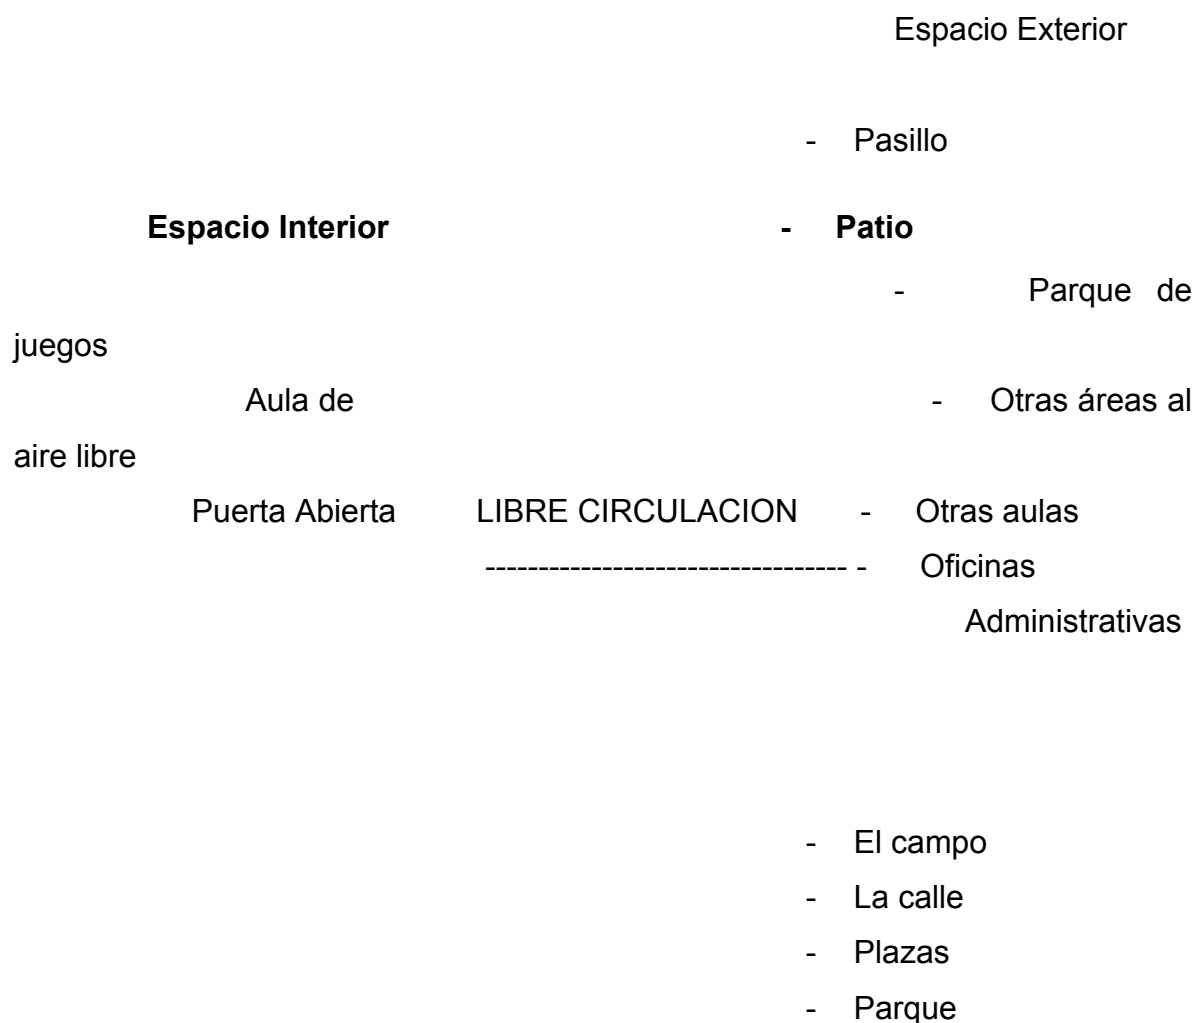 Espacio Exterior
- Pasillo
Espacio Interior - Patio
- Parque de
juegos
Aula de - Otras áreas al
aire libre
Puerta Abierta LIBRE CIRCULACION - Otras aulas
---------------------------------- - Oficinas
Administrativas
- El campo
- La calle
- Plazas
- Parque